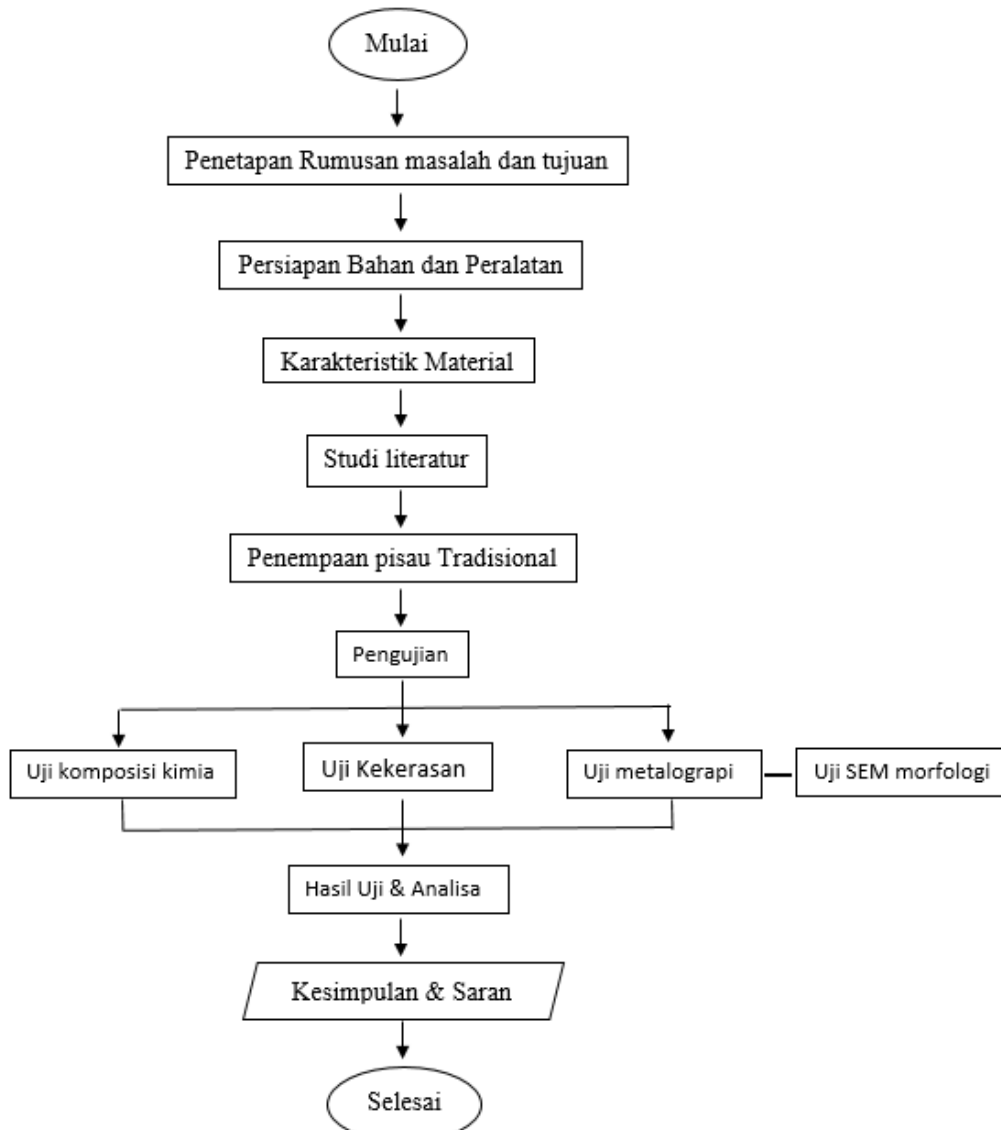 Mulai
Penetapan Rumusan masalah dan tujuan
Persiapan Bahan dan Peralatan
Karakteristik Material
Studi literatur
Penempaan pisau Tradisional
Pengujian
Uji komposisi kimia
Uji Kekerasan
Uji metalograpi
Uji SEM morfologi
Hasil Uji & Analisa
Kesimpulan & Saran
Selesai